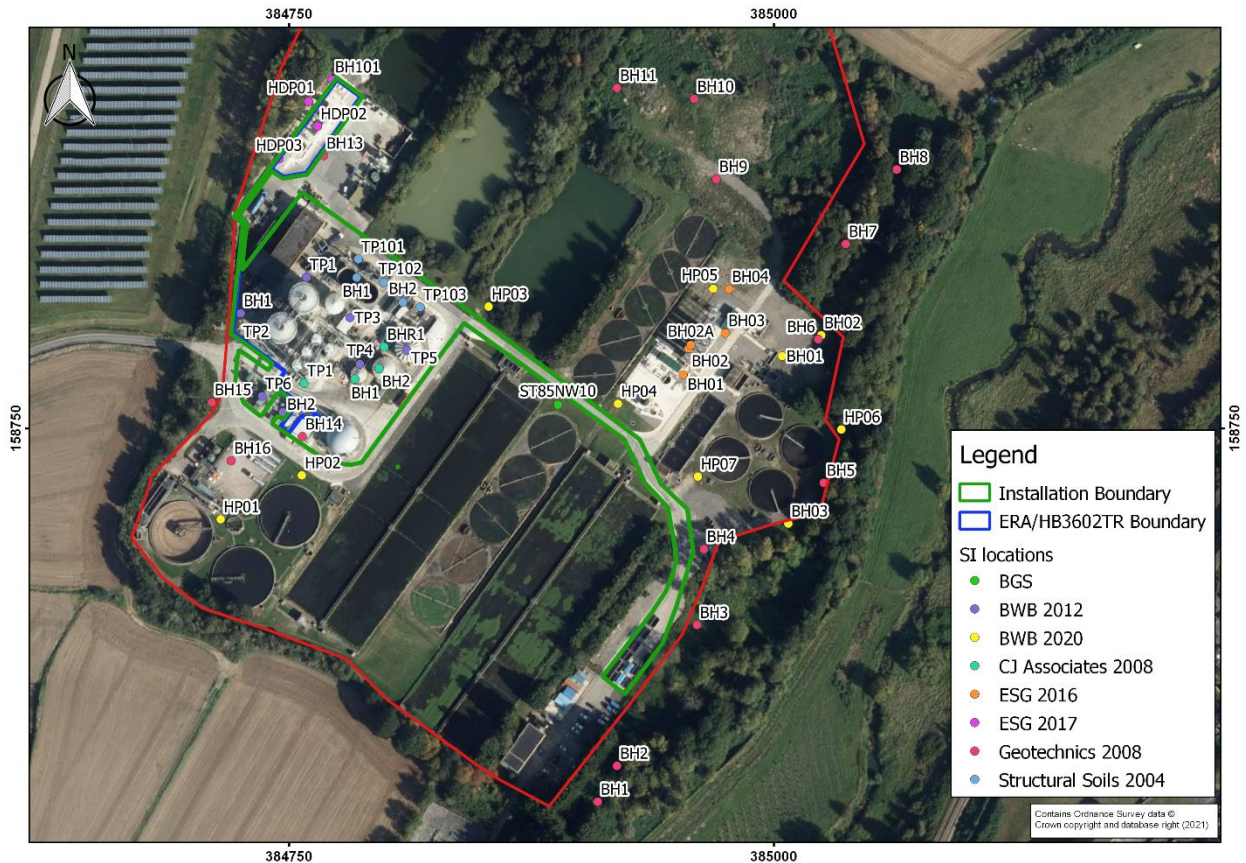 384750
385000
N
BH101
HDP01
HDP02
HDP03
BH13
BH11
BH10
BH9
BH8
BH7
TP101
TP1
TP102
BH1
BH2
TP103
HP03
HP05
BH04
BH1
TP3
TP2
BHR1
TP4
TP5
BH03
BH6
BH02
BH02A
BH01
BH02
BH01
TP1
BH2
BH1
BH15
TP6
BH2
ST85NW10
HP04
BH14
HP06
158750
158750
BH16
HP02
HP07
HP01
BH5
BH03
BH4
BH3
BH2
BH1
Legend
Installation Boundary
ERA/HB3602TR Boundary
SI locations
BGS
BWB 2012
BWB 2020
CJ Associates 2008
ESG 2016
ESG 2017
Geotechnics 2008
Structural Soils 2004
Contains Ordnance Survey data ©
Crown copyright and database right (2021)
384750
385000